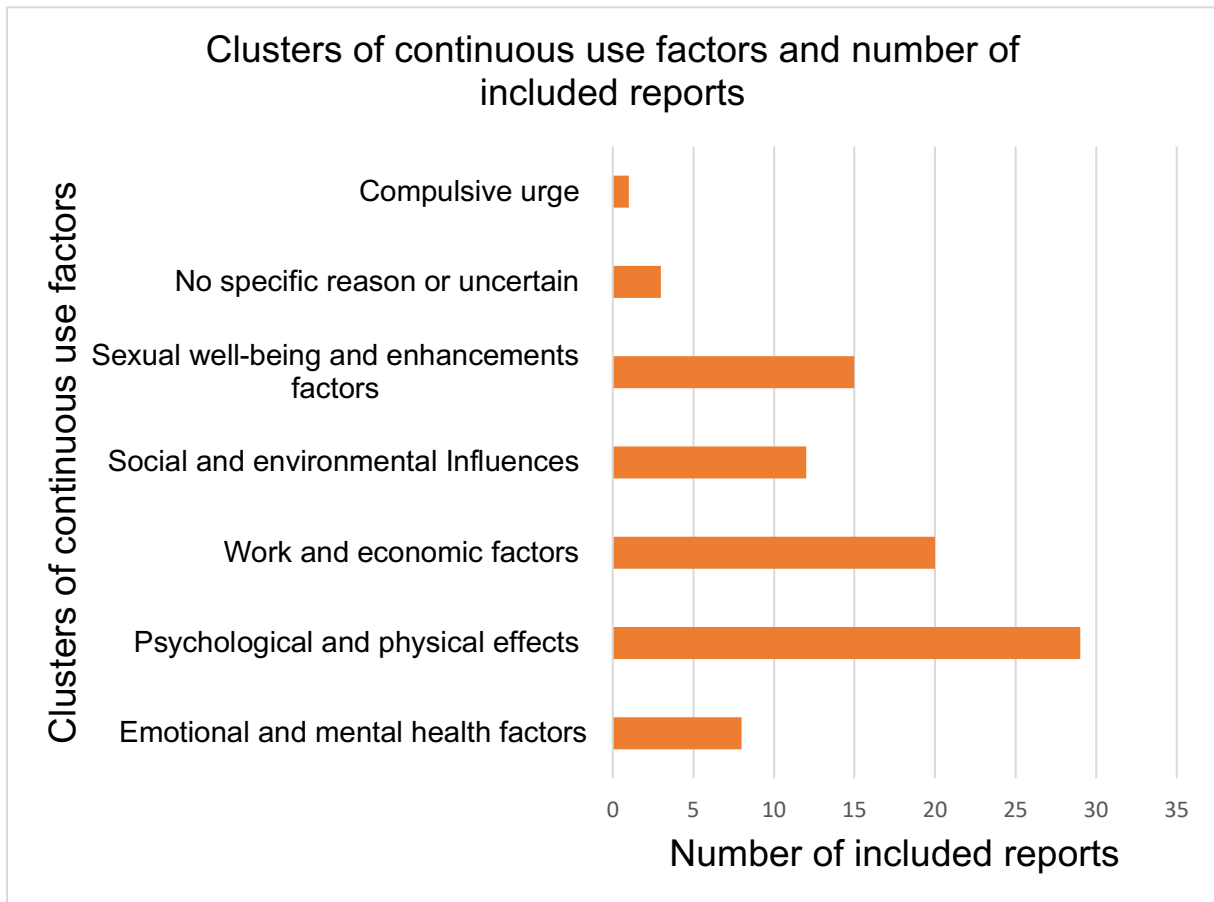 Clusters of continuous use factors and number of
included reports
Clusters of continuous use factors
Compulsive urge
No specific reason or uncertain
Sexual well-being and enhancements
factors
Social and environmental Influences
Work and economic factors
Psychological and physical effects
Emotional and mental health factors
0 5 10 15 20 25 30 35
Number of included reports